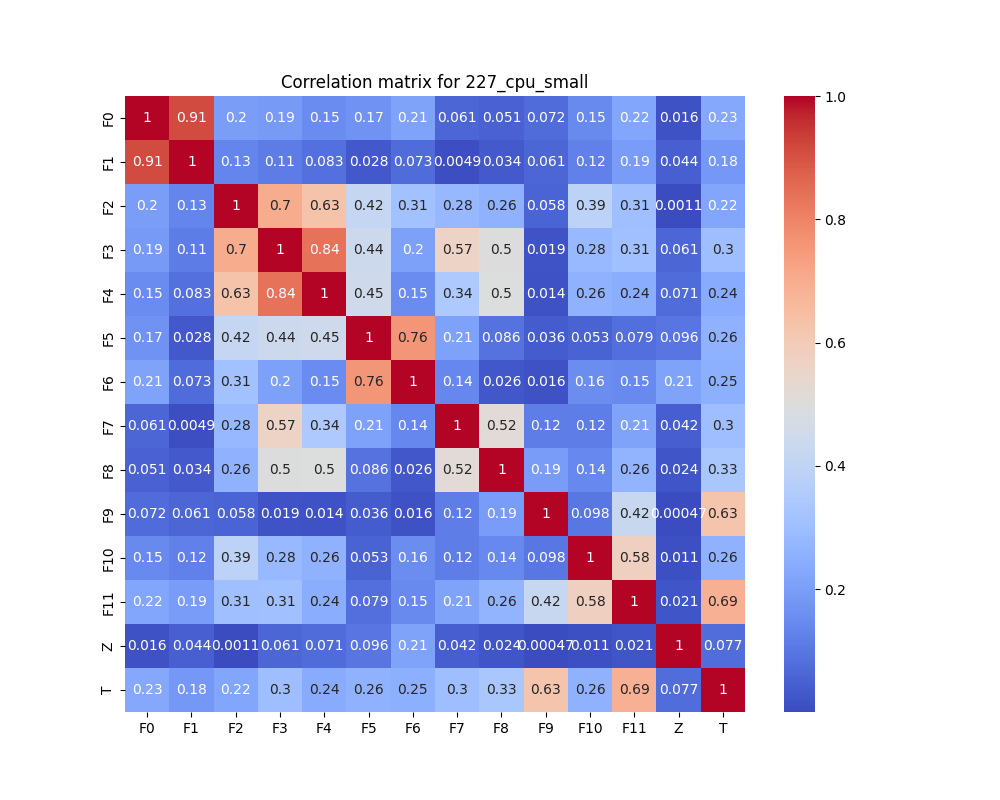 Correlation matrix for 227_cpu_small
F0 1 0.91 0.2 0.19 0.15 0.17 0.21 0.061 0.051 0.072 0.15 0.22 0.016 0.23
F1 0.91 1 0.13 0.11 0.083 0.028 0.073 0.0049 0.034 0.061 0.12 0.19 0.044 0.18
F2 0.2 0.13 1 0.7 0.63 0.42 0.31 0.28 0.26 0.058 0.39 0.31 0.0011 0.22
F3 0.19 0.11 0.7 1 0.84 0.44 0.2 0.57 0.5 0.019 0.28 0.31 0.061 0.3
F4 0.15 0.083 0.63 0.84 1 0.45 0.15 0.34 0.5 0.014 0.26 0.24 0.071 0.24
F5 0.17 0.028 0.42 0.44 0.45 1 0.76 0.21 0.086 0.036 0.053 0.079 0.096 0.26
F6 0.21 0.073 0.31 0.2 0.15 0.76 1 0.14 0.026 0.016 0.16 0.15 0.21 0.25
F7 0.061 0.0049 0.28 0.57 0.34 0.21 0.14 1 0.52 0.12 0.12 0.21 0.042 0.3
F8 0.051 0.034 0.26 0.5 0.5 0.086 0.026 0.52 1 0.19 0.14 0.26 0.024 0.33
F9 0.072 0.061 0.058 0.019 0.014 0.036 0.016 0.12 0.19 1 0.098 0.42 0.00047 0.63
F10 0.15 0.12 0.39 0.28 0.26 0.053 0.16 0.12 0.14 0.098 1 0.58 0.011 0.26
F11 0.22 0.19 0.31 0.31 0.24 0.079 0.15 0.21 0.26 0.42 0.58 1 0.021 0.69
Z 0.016 0.044 0.0011 0.061 0.071 0.096 0.21 0.042 0.024 0.00047 0.011 0.021 1 0.077
T 0.23 0.18 0.22 0.3 0.24 0.26 0.25 0.3 0.33 0.63 0.26 0.69 0.077 1
F0 F1 F2 F3 F4 F5 F6 F7 F8 F9 F10 F11 Z T
1.0
0.8
0.6
0.4
0.2